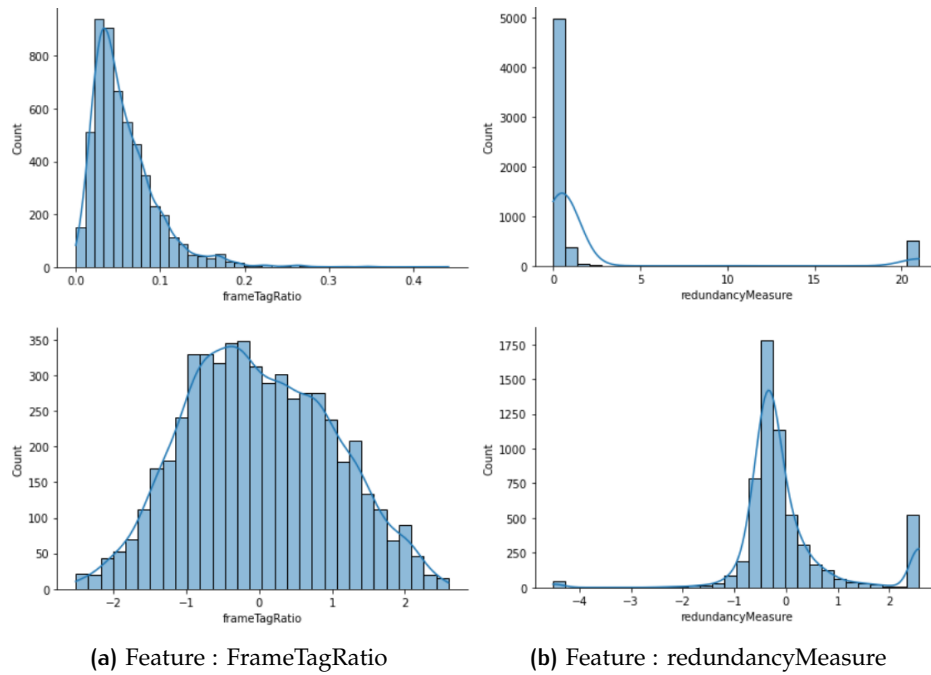 Count
800
600
400
200
0
0.0 0.1 0.2 0.3 0.4
frameTagRatio
Count
5000
4000
3000
2000
1000
0
0 5 10 15 20
redundancyMeasure
Count
350
300
250
200
150
100
50
0
−2 −1 0 1 2
frameTagRatio
Count
1750
1500
1250
1000
750
500
250
0
−4 −3 −2 −1 0 1 2
redundancyMeasure
(a) Feature : FrameTagRatio
(b) Feature : redundancyMeasure